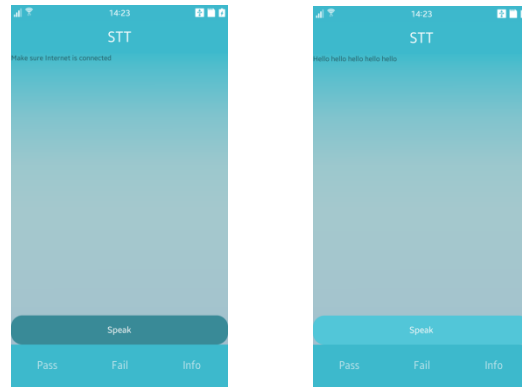 14:23
STT
Make sure Internet is connected
Speak
Pass Fail Info
14:23
STT
Hello hello hello hello hello
Speak
Pass Fail Info